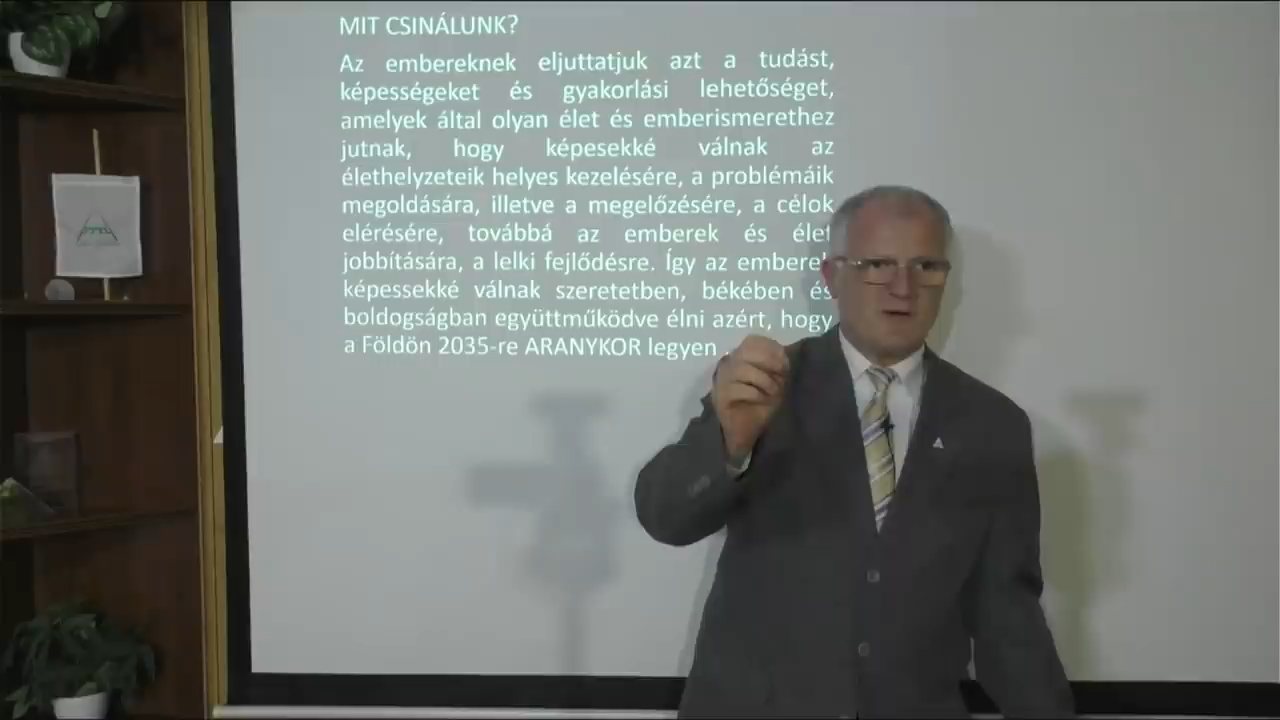 MIT CSINÁLUNK?
Az embereknek eljuttatjuk azt a tudást,
képességeket és gyakorlási lehetőséget,
amelyek által olyan élet és emberismerethez
jutnak, hogy képesekké válnak az
élethelyzeteik helyes kezelésére, a problémáik
megoldására, illetve a megelőzésére, a célok
elérésére, továbbá az emberek és élet
jobbítására, a lelki fejlődésre. Így az emberek
képessekké válnak szeretetben, békében és
boldogságban együttműködve élni azért, hogy
a Földön 2035-re ARANYKOR legyen .